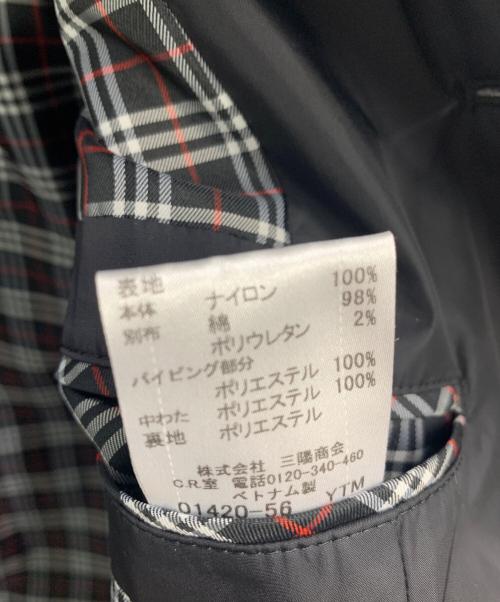 表地
本体 ナイロン 100%
別布 綿 98%
ポリウレタン 2%
パイピング部分
ポリエステル 100%
中わた ポリエステル 100%
裏地 ポリエステル
株式会社 三陽商会
C.R室 電話0120-340-460
ベトナム製
01420-56 YTM